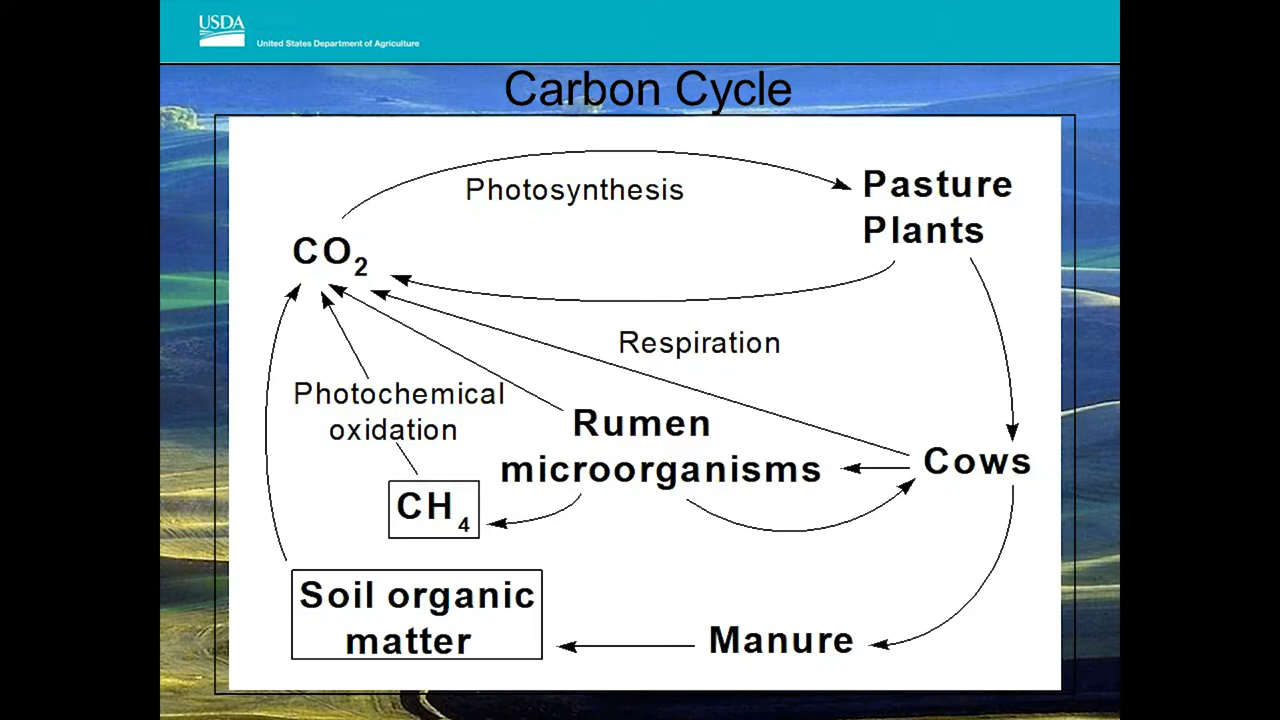 USDA
United States Department of Agriculture
Carbon Cycle
Photosynthesis
Pasture
Plants
CO₂
Respiration
Photochemical
oxidation
Rumen
microorganisms
Cows
CH₄
Soil organic
matter
Manure